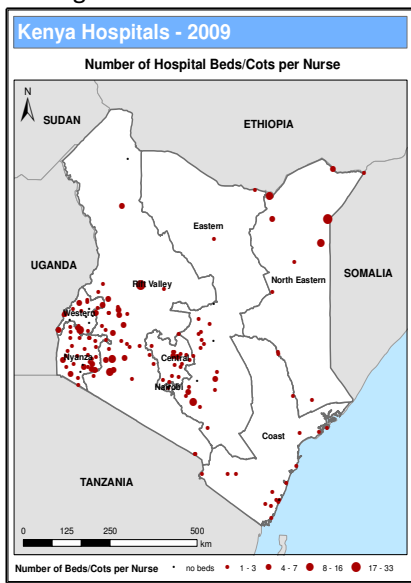 Kenya Hospitals - 2009
Number of Hospital Beds/Cots per Nurse
N
SUDAN
ETHIOPIA
Eastern
UGANDA
Rift Valley
North Eastern
SOMALIA
Western
Nyanza
Central
Nairobi
Coast
TANZANIA
0 125 250 500
km
Number of Beds/Cots per Nurse no beds 1 - 3 4 - 7 8 - 16 17 - 33